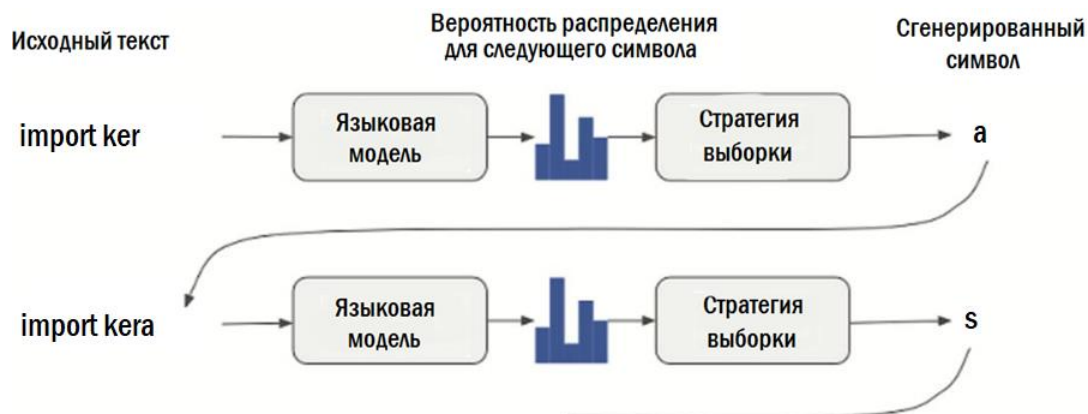 Исходный текст
Вероятность распределения
для следующего символа
Сгенерированный
символ
import ker
Языковая
модель
Стратегия
выборки
a
import kera
Языковая
модель
Стратегия
выборки
s